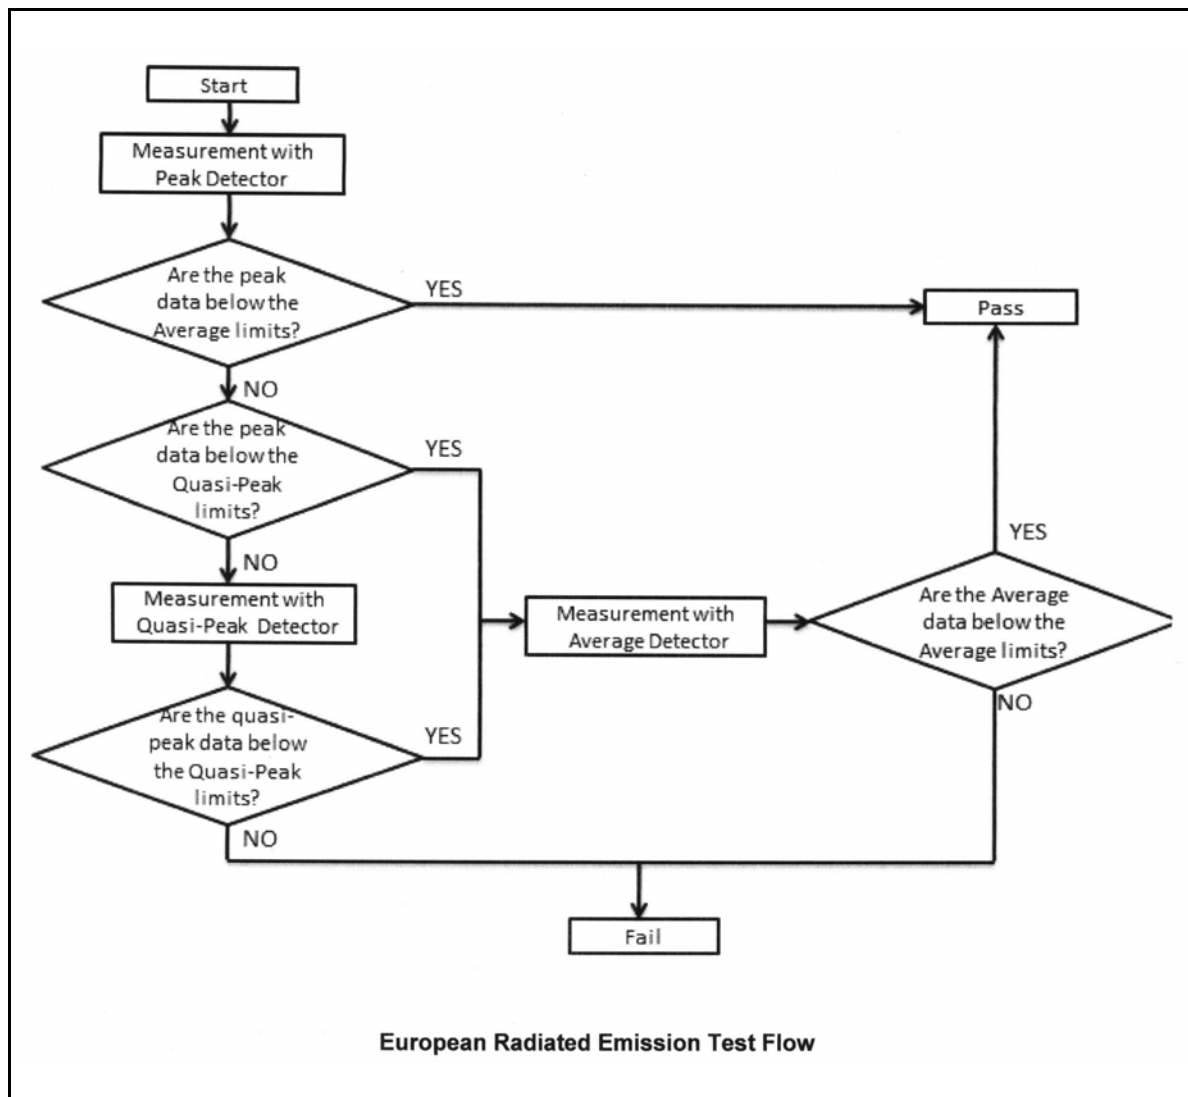 Start
Measurement with
Peak Detector
Are the peak
data below the
Average limits?
YES
Pass
NO
Are the peak
data below the
Quasi-Peak
limits?
YES
NO
Measurement with
Quasi-Peak Detector
Measurement with
Average Detector
Are the Average
data below the
Average limits?
YES
NO
Are the quasi-
peak data below
the Quasi-Peak
limits?
YES
NO
Fail
European Radiated Emission Test Flow